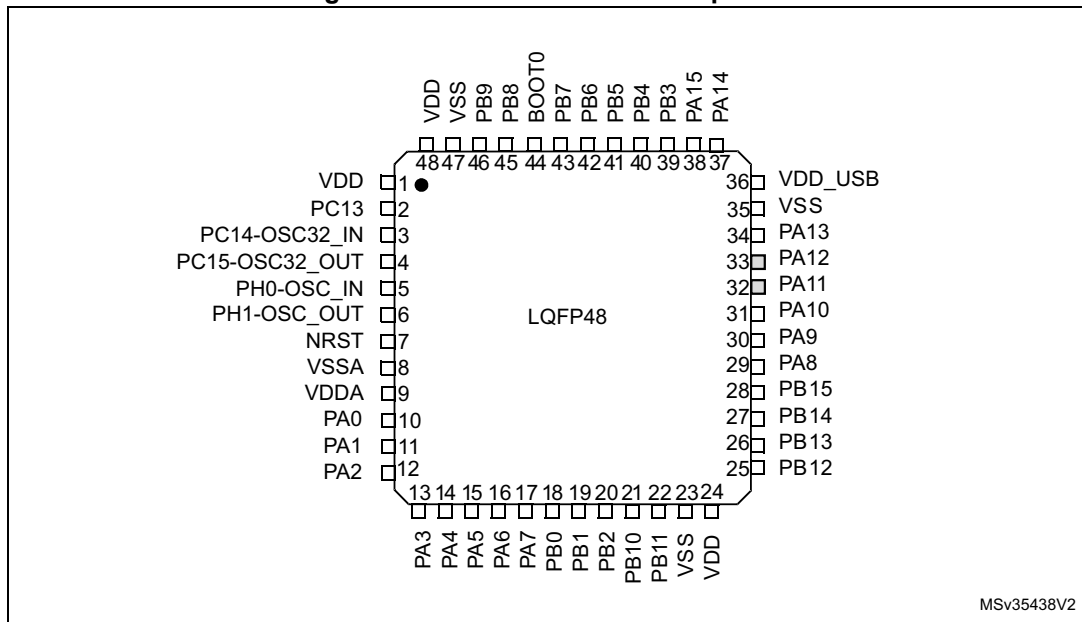 VDD
VSS
PB9
PB8
BOOT0
PB7
PB6
PB5
PB4
PB3
PA15
PA14
48 47 46 45 44 43 42 41 40 39 38 37
VDD 1
PC13 2
PC14-OSC32_IN 3
PC15-OSC32_OUT 4
PH0-OSC_IN 5
PH1-OSC_OUT 6
NRST 7
VSSA 8
VDDA 9
PA0 10
PA1 11
PA2 12
LQFP48
36 VDD_USB
35 VSS
34 PA13
33 PA12
32 PA11
31 PA10
30 PA9
29 PA8
28 PB15
27 PB14
26 PB13
25 PB12
13 14 15 16 17 18 19 20 21 22 23 24
PA3
PA4
PA5
PA6
PA7
PB0
PB1
PB2
PB10
PB11
VSS
VDD
MSv35438V2